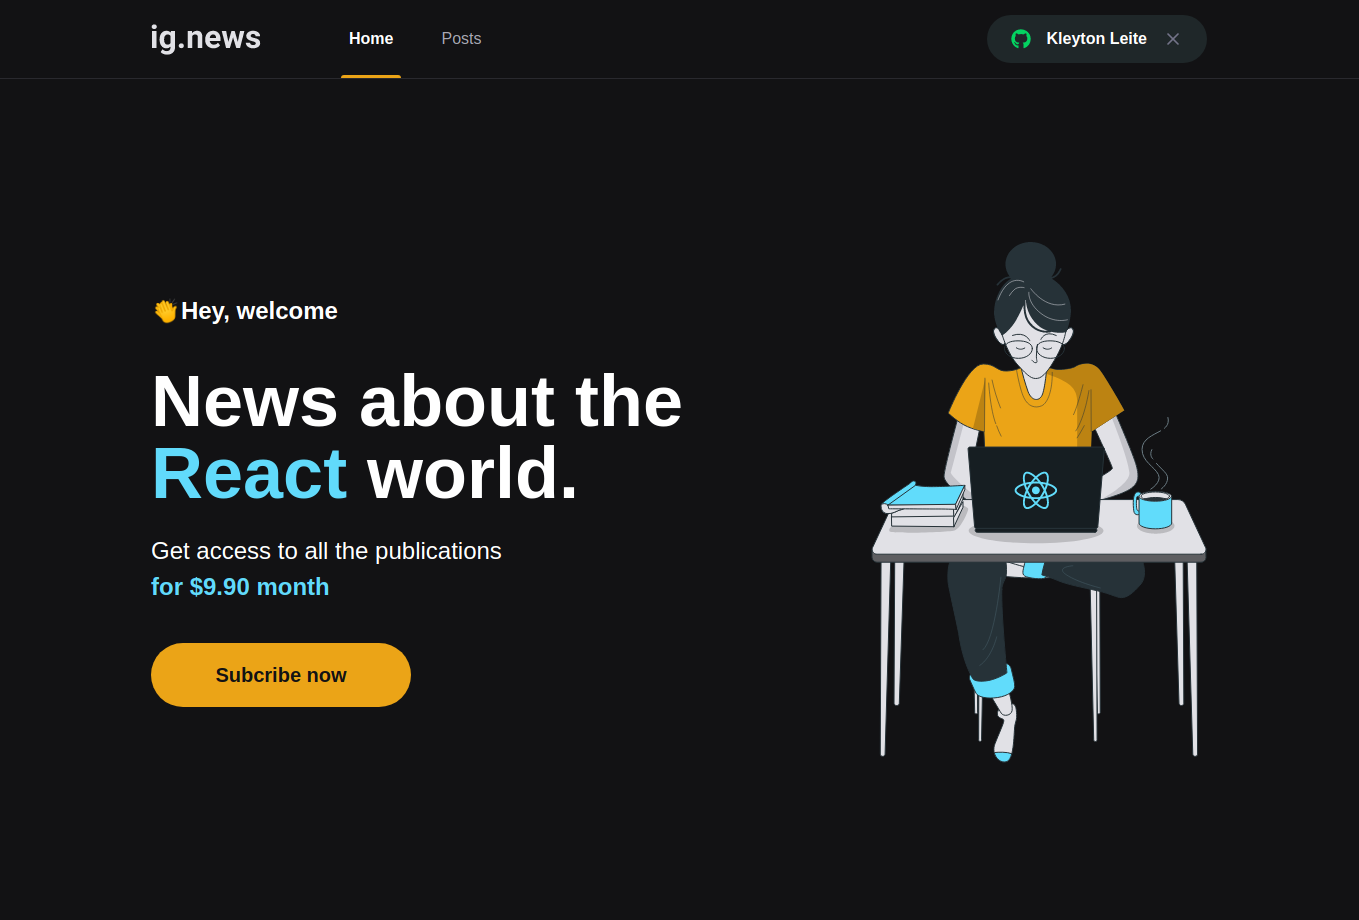 ig.news
Home
Posts
Kleyton Leite
👏Hey, welcome
News about the
React world.
Get access to all the publications
for $9.90 month
Subcribe now